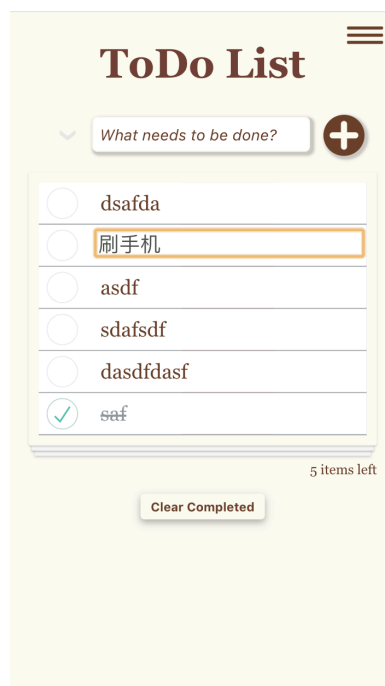 ToDo List
What needs to be done?
dsafda
刷手机
asdf
sdafsdf
dasdfdasf
saf
5 items left
Clear Completed